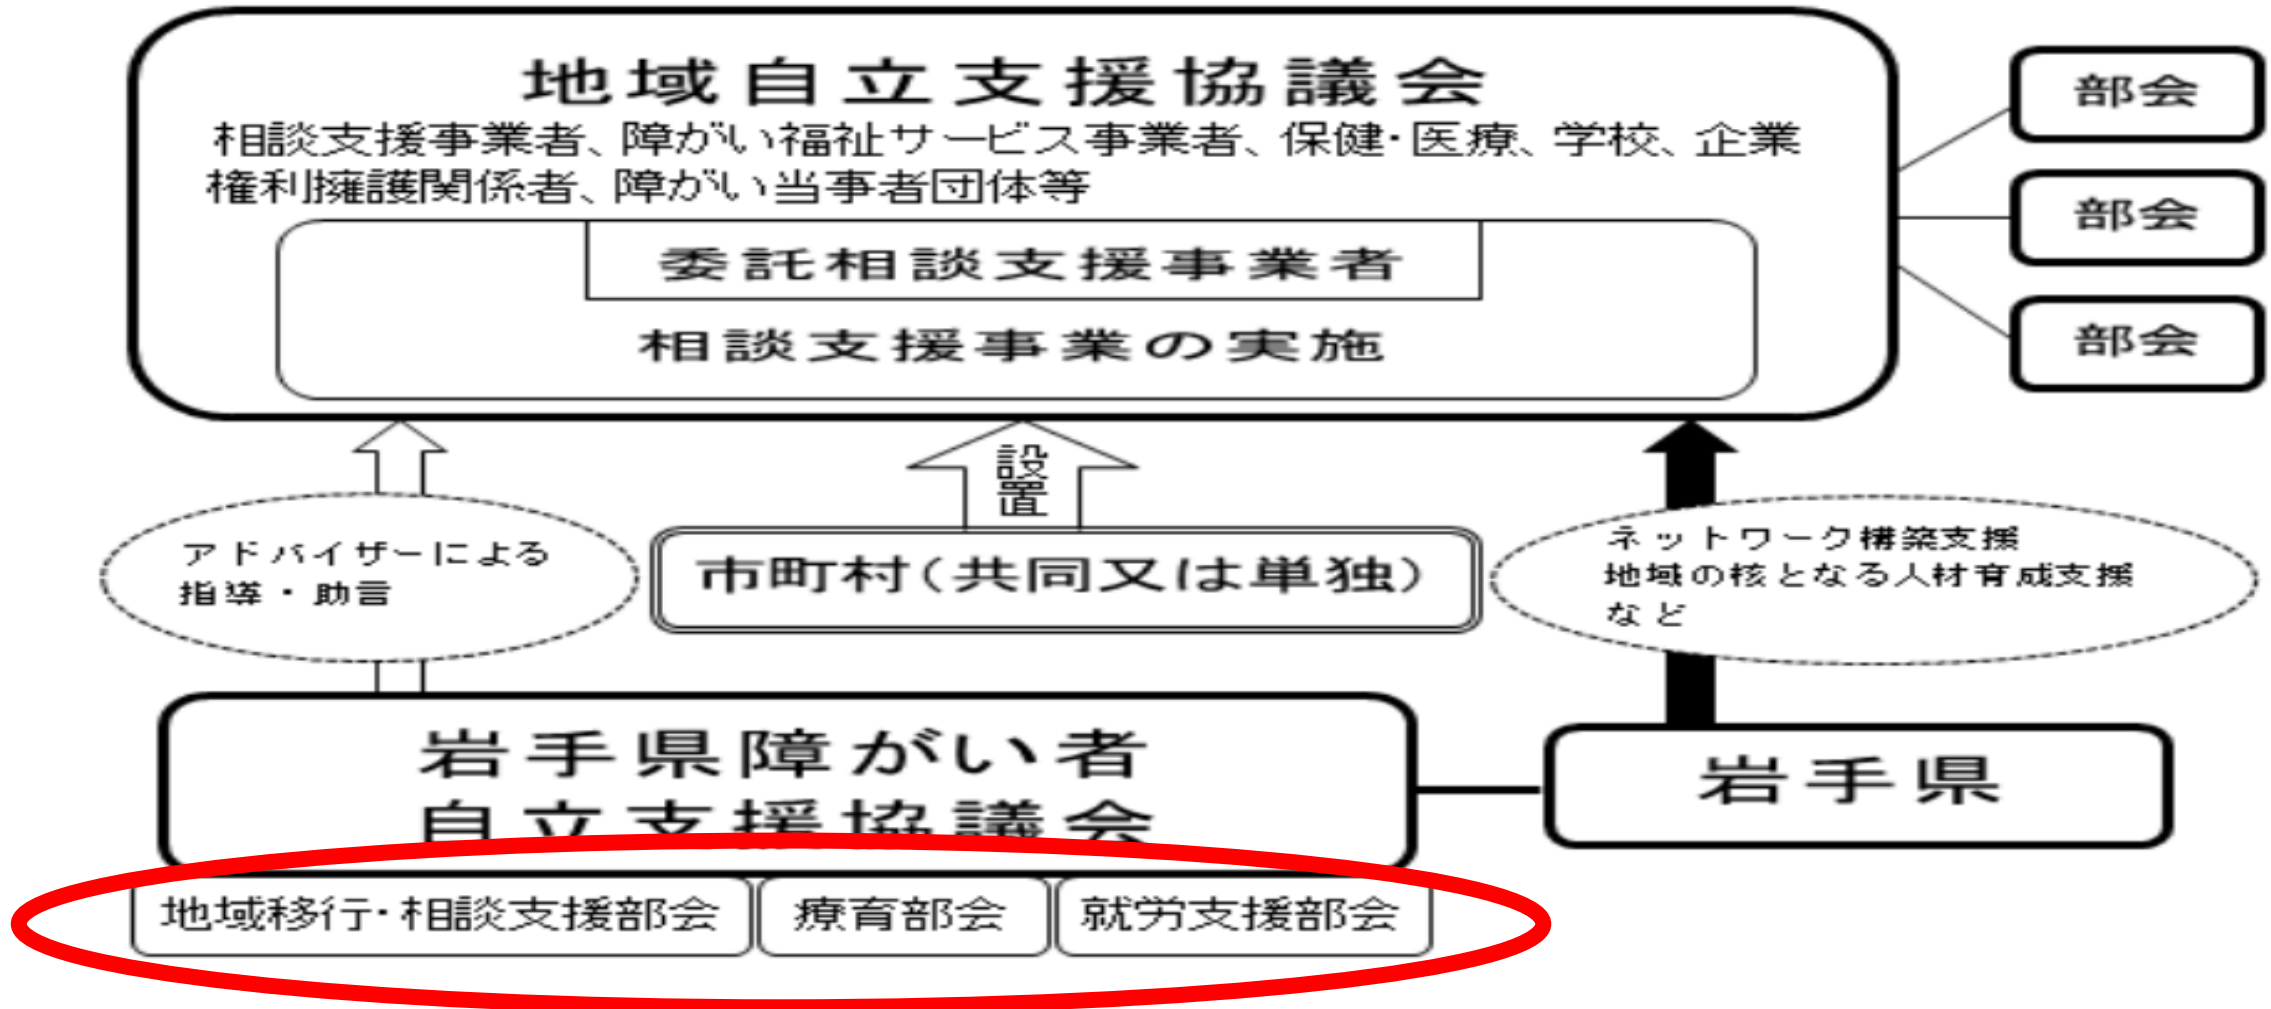 地域自立支援協議会
相談支援事業者、障がい福祉サービス事業者、保健・医療、学校、企業
権利擁護関係者、障がい当事者団体等
委託相談支援事業者
相談支援事業の実施
部会
部会
部会
設置
アドバイザーによる
指導・助言
市町村(共同又は単独)
ネットワーク構築支援
地域の核となる人材育成支援
など
岩手県障がい者
自立支援協議会
岩手県
地域移行・相談支援部会
療育部会
就労支援部会